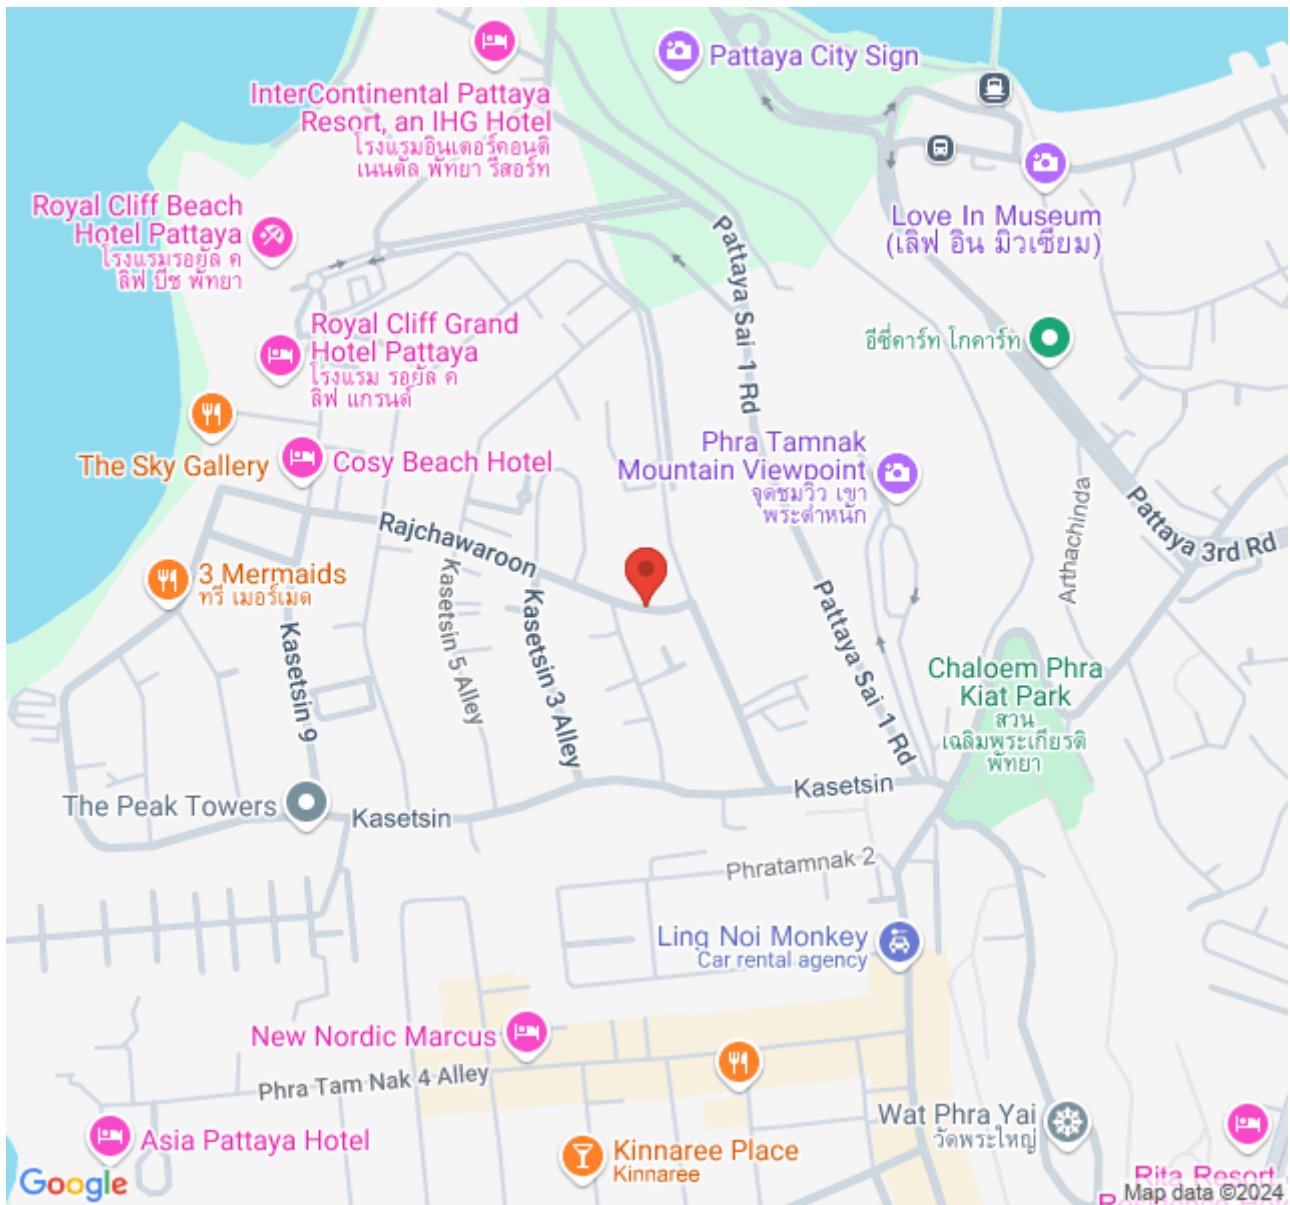 Pattaya City Sign
InterContinental Pattaya
Resort, an IHG Hotel
โรงแรมอินเตอร์คอนติ
เนนตัล พัทยา รีสอร์ท
Royal Cliff Beach
Hotel Pattaya
โรงแรมรอยัล ค
ลิฟ บีช พัทยา
Love In Museum
(เลิฟ อิน มิวเซียม)
Pattaya Sai 1 Rd
Royal Cliff Grand
Hotel Pattaya
โรงแรม รอยัล ค
ลิฟ แกรนด์
อีซี่คาร์ท โกคาร์ท
The Sky Gallery
Cosy Beach Hotel
Phra Tamnak
Mountain Viewpoint
จุดชมวิว เขา
พระตำหนัก
Rajchawaroon
Arthachinda
Pattaya 3rd Rd
3 Mermaids
ทรี เมอร์เมด
Kasetsin 9
Kasetsin 5 Alley
Kasetsin 3 Alley
Pattaya Sai 1 Rd
Chaloem Phra
Kiat Park
สวน
เฉลิมพระเกียรติ
พัทยา
The Peak Towers
Kasetsin
Kasetsin
Phratamnak 2
Ling Noi Monkey
Car rental agency
New Nordic Marcus
Phra Tam Nak 4 Alley
Wat Phra Yai
วัดพระใหญ่
Asia Pattaya Hotel
Kinnaree Place
Kinnaree
Rita Resort
Google
Map data ©2024